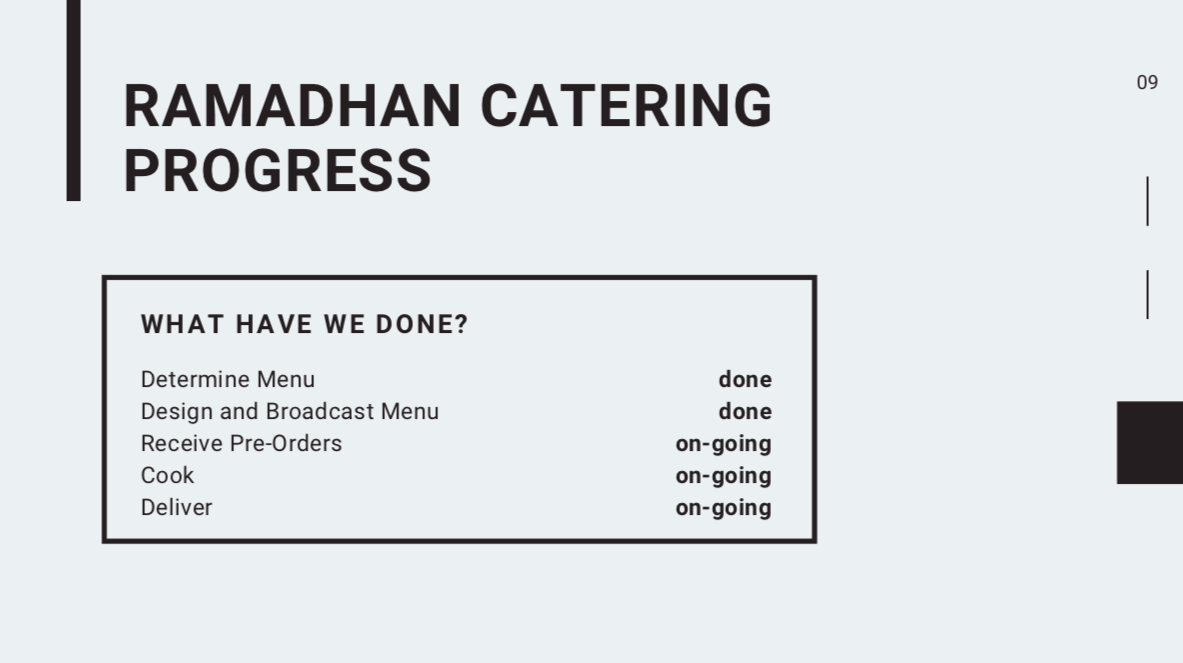 RAMADHAN CATERING
PROGRESS
09
WHAT HAVE WE DONE?
Determine Menu done
Design and Broadcast Menu done
Receive Pre-Orders on-going
Cook on-going
Deliver on-going